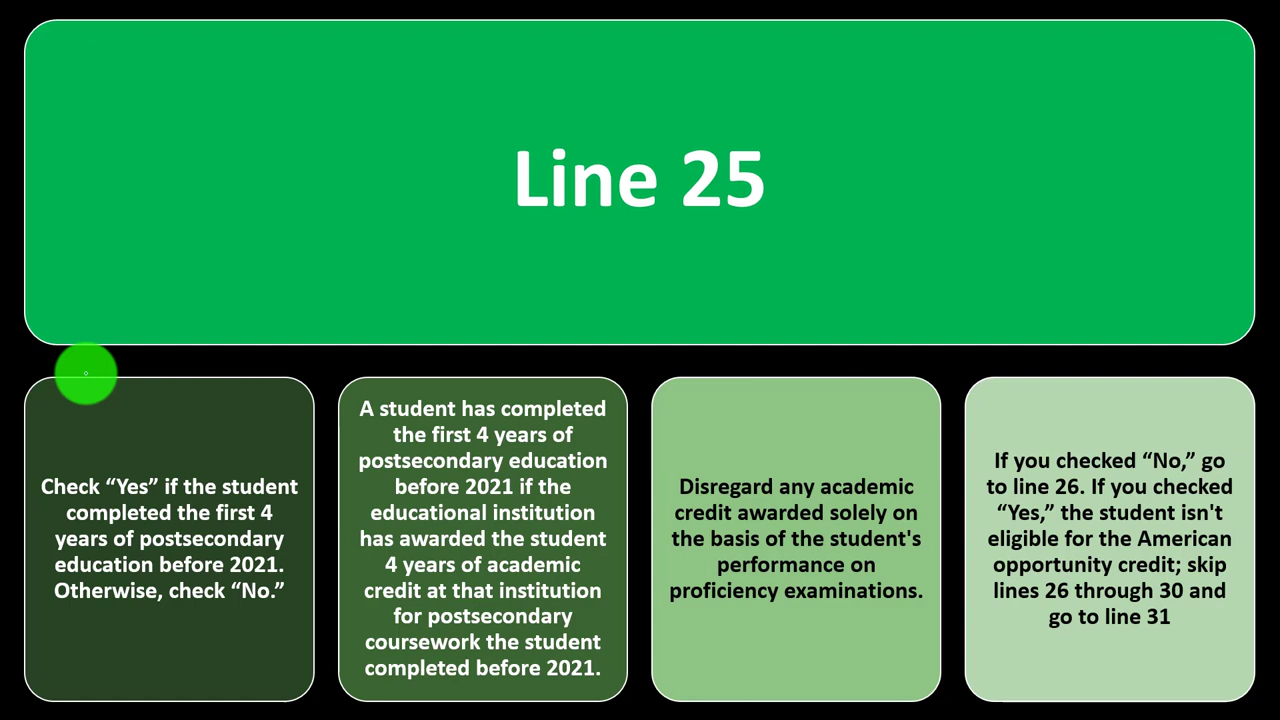 Line 25
Check “Yes” if the student
completed the first 4
years of postsecondary
education before 2021.
Otherwise, check “No.”
A student has completed
the first 4 years of
postsecondary education
before 2021 if the
educational institution
has awarded the student
4 years of academic
credit at that institution
for postsecondary
coursework the student
completed before 2021.
Disregard any academic
credit awarded solely on
the basis of the student's
performance on
proficiency examinations.
If you checked “No,” go
to line 26. If you checked
“Yes,” the student isn't
eligible for the American
opportunity credit; skip
lines 26 through 30 and
go to line 31